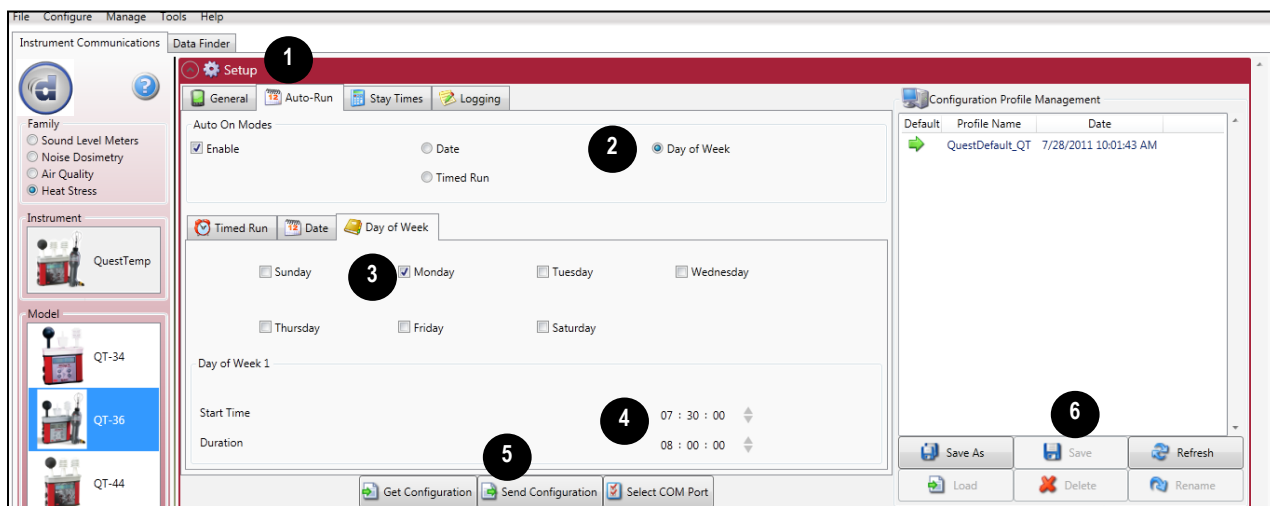 File Configure Manage Tools Help
Instrument Communications Data Finder
1
Setup
General 12 Auto-Run Stay Times Logging
Configuration Profile Management
Family
Sound Level Meters
Noise Dosimetry
Air Quality
Heat Stress
Auto On Modes
Enable Date 2 Day of Week
Timed Run
Default Profile Name Date
QuestDefault_QT 7/28/2011 10:01:43 AM
Instrument
QuestTemp
Timed Run 12 Date Day of Week
Sunday 3 Monday Tuesday Wednesday
Thursday Friday Saturday
Model
QT-34
QT-36
QT-44
Day of Week 1
Start Time 4 07 : 30 : 00
Duration 08 : 00 : 00
5
Get Configuration Send Configuration Select COM Port
6
Save As Save Refresh
Load Delete Rename